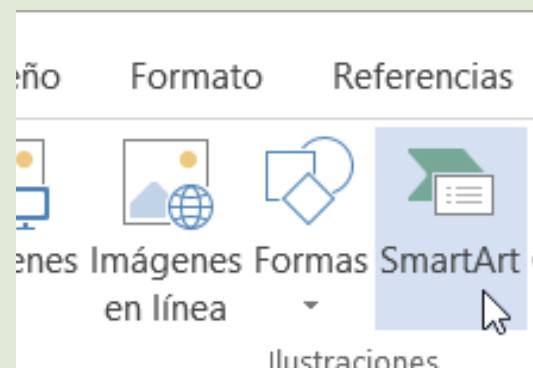 eño Formato Referencias
enes Imágenes Formas SmartArt
en línea
Ilustraciones